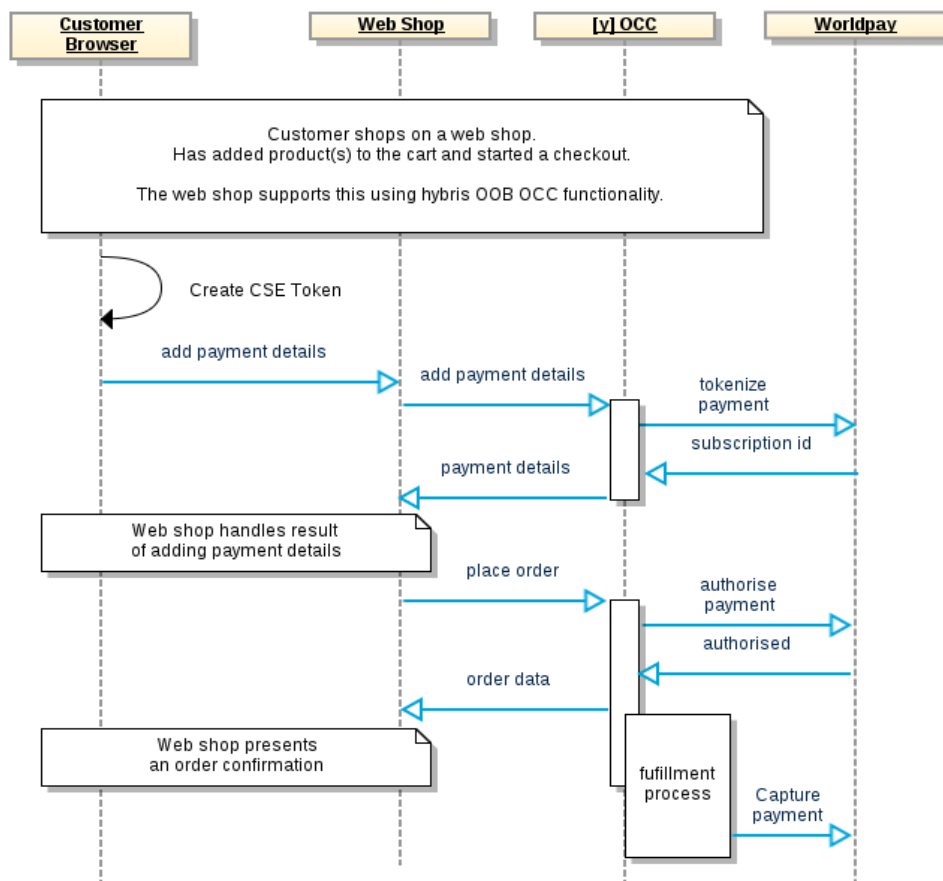 Customer
Browser
Web Shop
[y] OCC
Worldpay
Customer shops on a web shop.
Has added product(s) to the cart and started a checkout.
The web shop supports this using hybris OOB OCC functionality.
Create CSE Token
add payment details
add payment details
tokenize
payment
subscription id
payment details
Web shop handles result
of adding payment details
place order
authorise
payment
authorised
order data
Web shop presents
an order confirmation
fufillment
process
Capture
payment